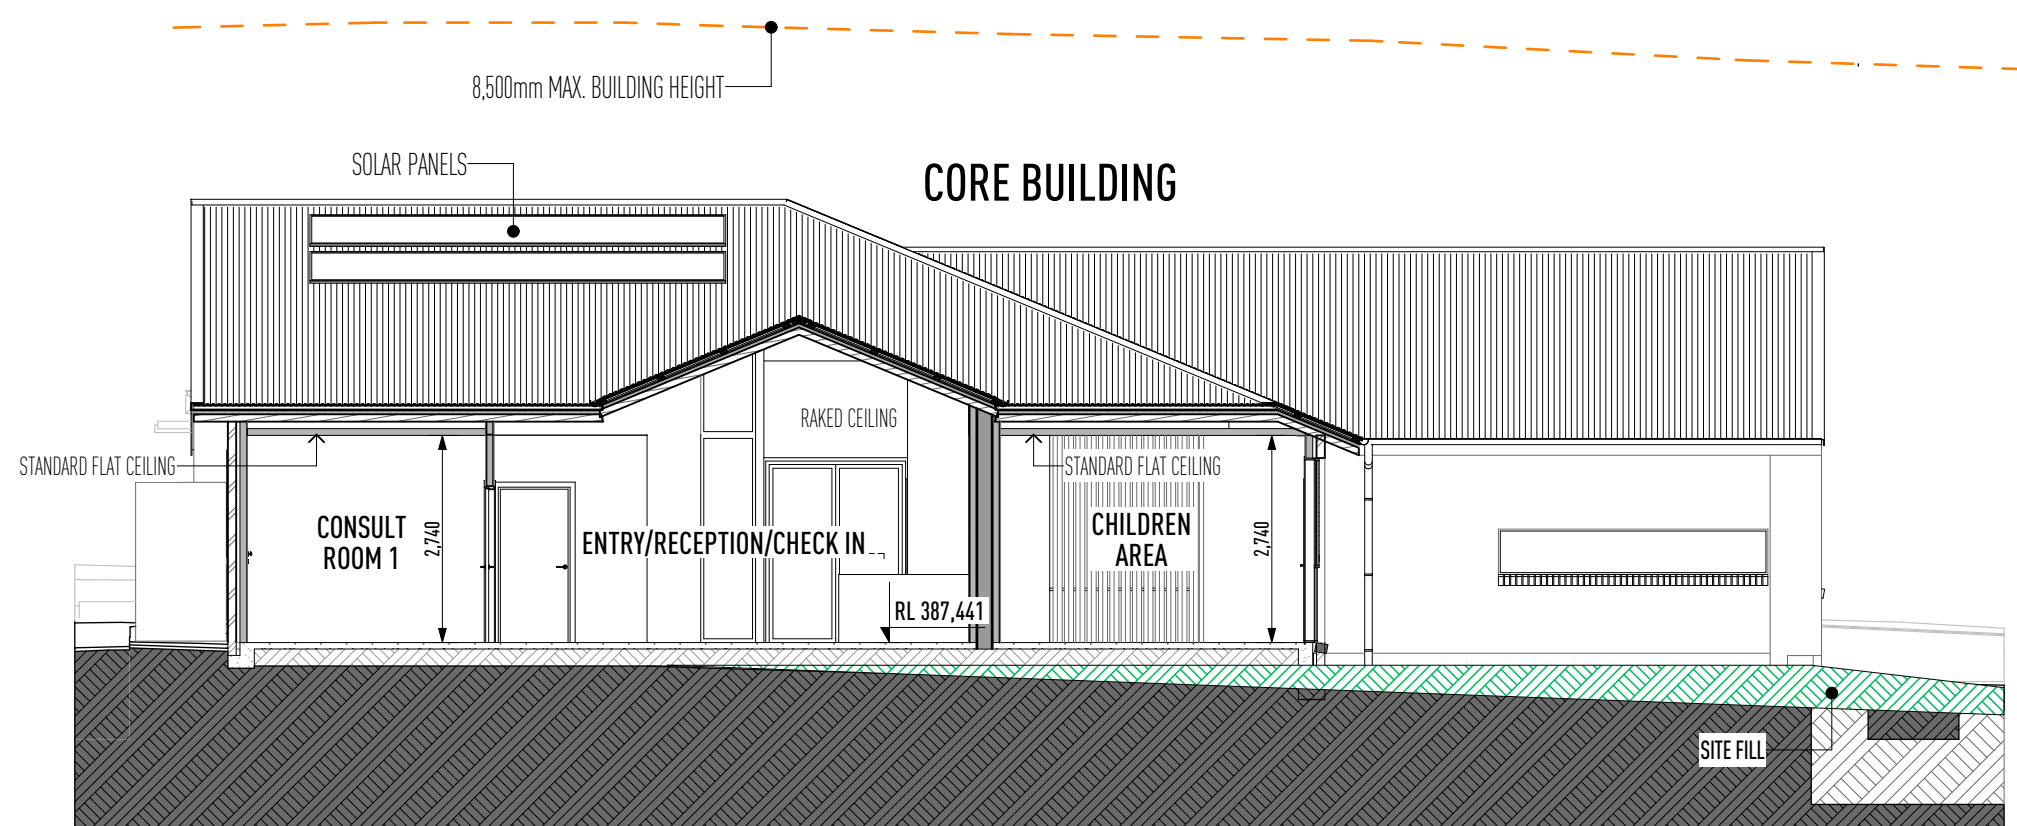 8,500mm MAX. BUILDING HEIGHT
SOLAR PANELS
CORE BUILDING
RAKED CEILING
STANDARD FLAT CEILING
STANDARD FLAT CEILING
CONSULT
ROOM 1
2,740
ENTRY/RECEPTION/CHECK IN
CHILDREN
AREA
2,740
RL 387,441
SITE FILL